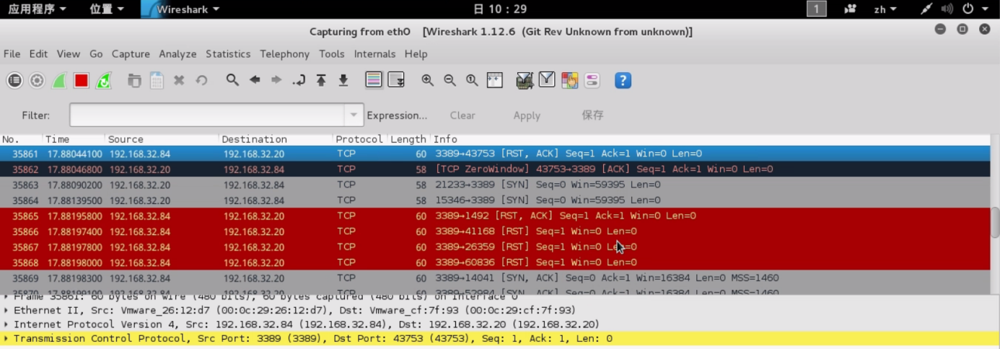 应用程序 位置 Wireshark 日 10：29 1 zh
Capturing from eth0 [Wireshark 1.12.6 (Git Rev Unknown from unknown)]
File Edit View Go Capture Analyze Statistics Telephony Tools Internals Help
Filter: Expression... Clear Apply 保存
No. Time Source Destination Protocol Length Info
35861 17.88044100 192.168.32.84 192.168.32.20 TCP 60 3389→43753 [RST, ACK] Seq=1 Ack=1 Win=0 Len=0
35862 17.88046800 192.168.32.20 192.168.32.84 TCP 58 [TCP ZeroWindow] 43753→3389 [ACK] Seq=1 Ack=1 Win=0 Len=0
35863 17.88090200 192.168.32.20 192.168.32.84 TCP 58 21233→3389 [SYN] Seq=0 Win=59395 Len=0
35864 17.88139500 192.168.32.20 192.168.32.84 TCP 58 15346→3389 [SYN] Seq=0 Win=59395 Len=0
35865 17.88195800 192.168.32.84 192.168.32.20 TCP 60 3389→1492 [RST, ACK] Seq=1 Ack=1 Win=0 Len=0
35866 17.88197400 192.168.32.84 192.168.32.20 TCP 60 3389→41168 [RST] Seq=1 Win=0 Len=0
35867 17.88197800 192.168.32.84 192.168.32.20 TCP 60 3389→26359 [RST] Seq=1 Win=0 Len=0
35868 17.88198000 192.168.32.84 192.168.32.20 TCP 60 3389→60836 [RST] Seq=1 Win=0 Len=0
35869 17.88198300 192.168.32.84 192.168.32.20 TCP 60 3389→14041 [SYN, ACK] Seq=0 Ack=1 Win=16384 Len=0 MSS=1460
35870 17.88199100 192.168.32.84 192.168.32.20 TCP 60 3389→52984 [SYN, ACK] Seq=0 Ack=1 Win=16384 Len=0 MSS=1460
Frame 35861: 60 bytes on wire (480 bits), 60 bytes captured (480 bits) on interface 0
Ethernet II, Src: Vmware_26:12:d7 (00:0c:29:26:12:d7), Dst: Vmware_cf:7f:93 (00:0c:29:cf:7f:93)
Internet Protocol Version 4, Src: 192.168.32.84 (192.168.32.84), Dst: 192.168.32.20 (192.168.32.20)
Transmission Control Protocol, Src Port: 3389 (3389), Dst Port: 43753 (43753), Seq: 1, Ack: 1, Len: 0